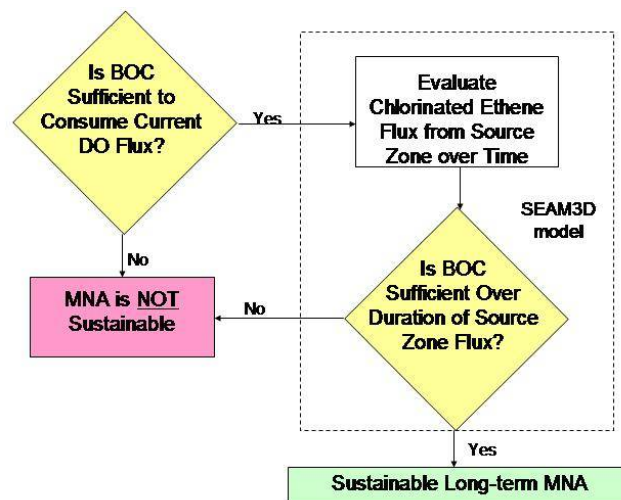 Is BOC
Sufficient to
Consume Current
DO Flux?
Yes
Evaluate
Chlorinated Ethene
Flux from Source
Zone over Time
SEAM3D
model
No
MNA is NOT
Sustainable
No
Is BOC
Sufficient Over
Duration of Source
Zone Flux?
Yes
Sustainable Long-term MNA